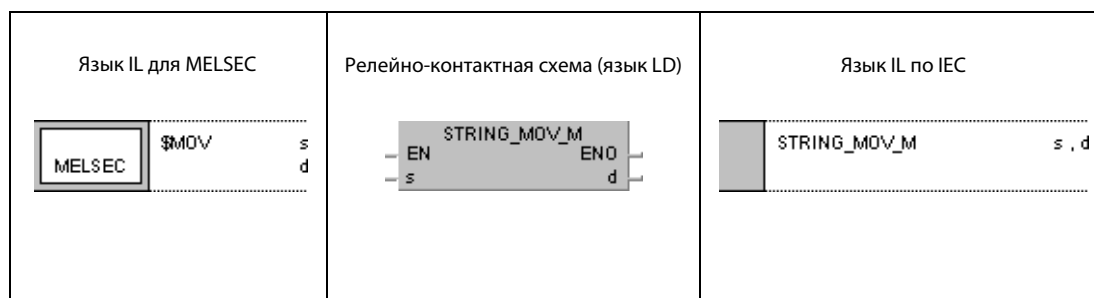 Язык IL для MELSEC
MELSEC
$MOV s
d
Релейно-контактная схема (язык LD)
STRING_MOV_M
EN ENO
s d
Язык IL по IEC
STRING_MOV_M s , d